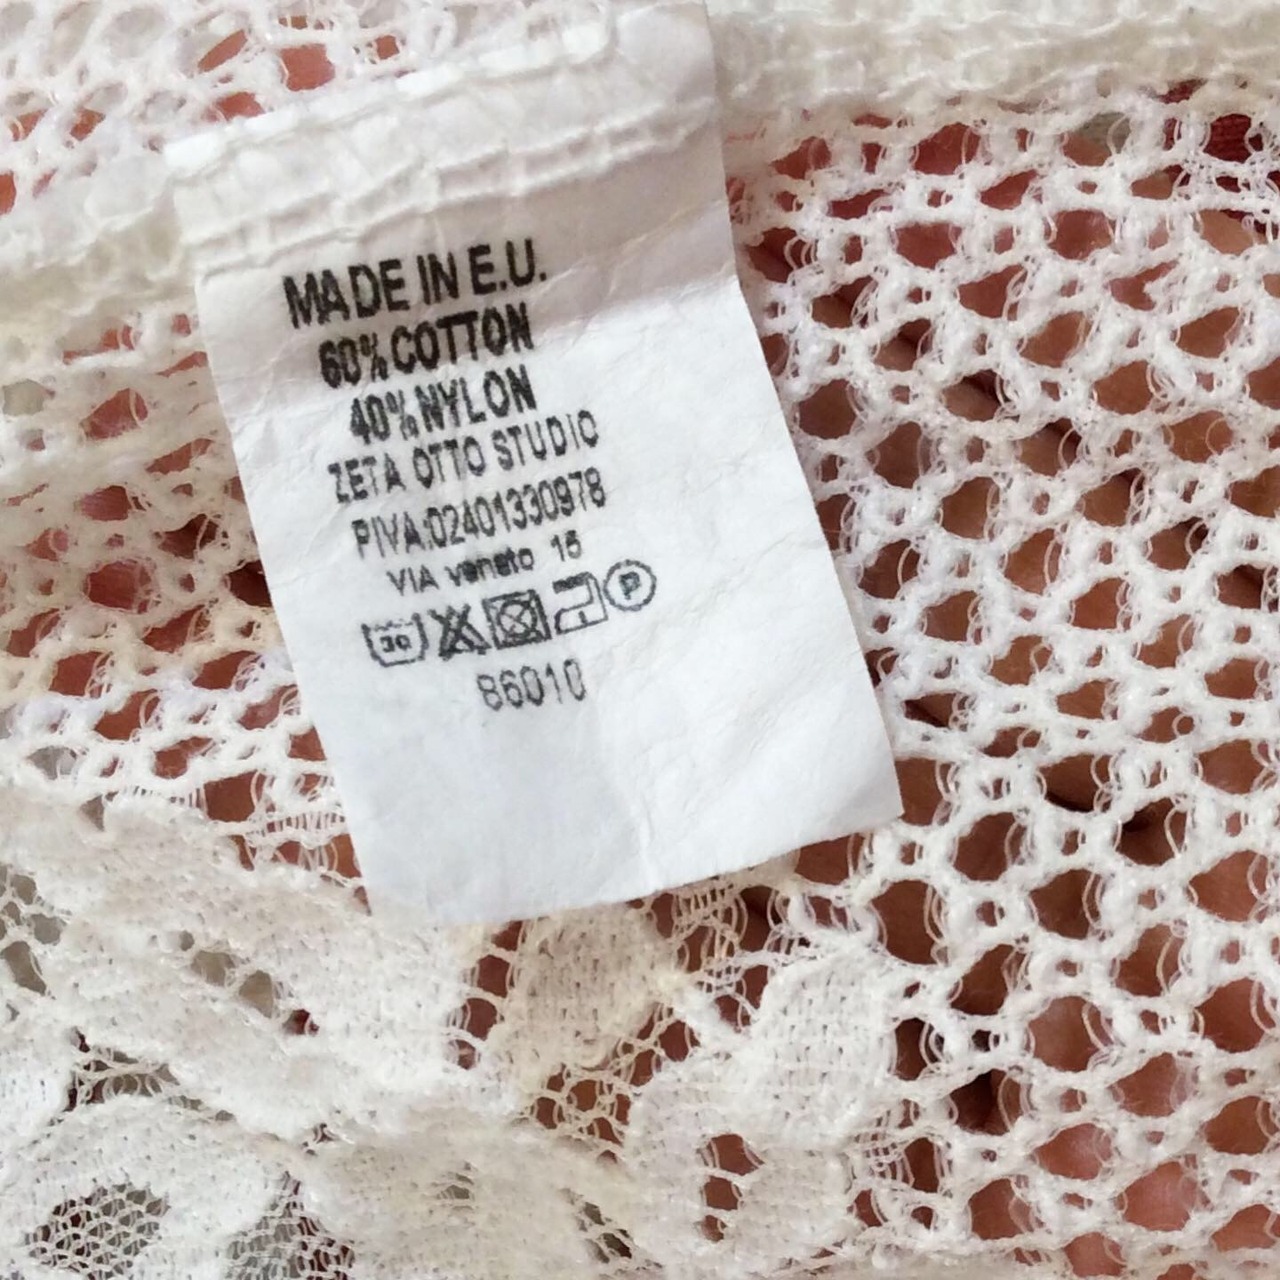 MADE IN E.U.
60% COTTON
40% NYLON
ZETA OTTO STUDIO
PIVA:02401330978
VIA veneto 15
30 P
86010